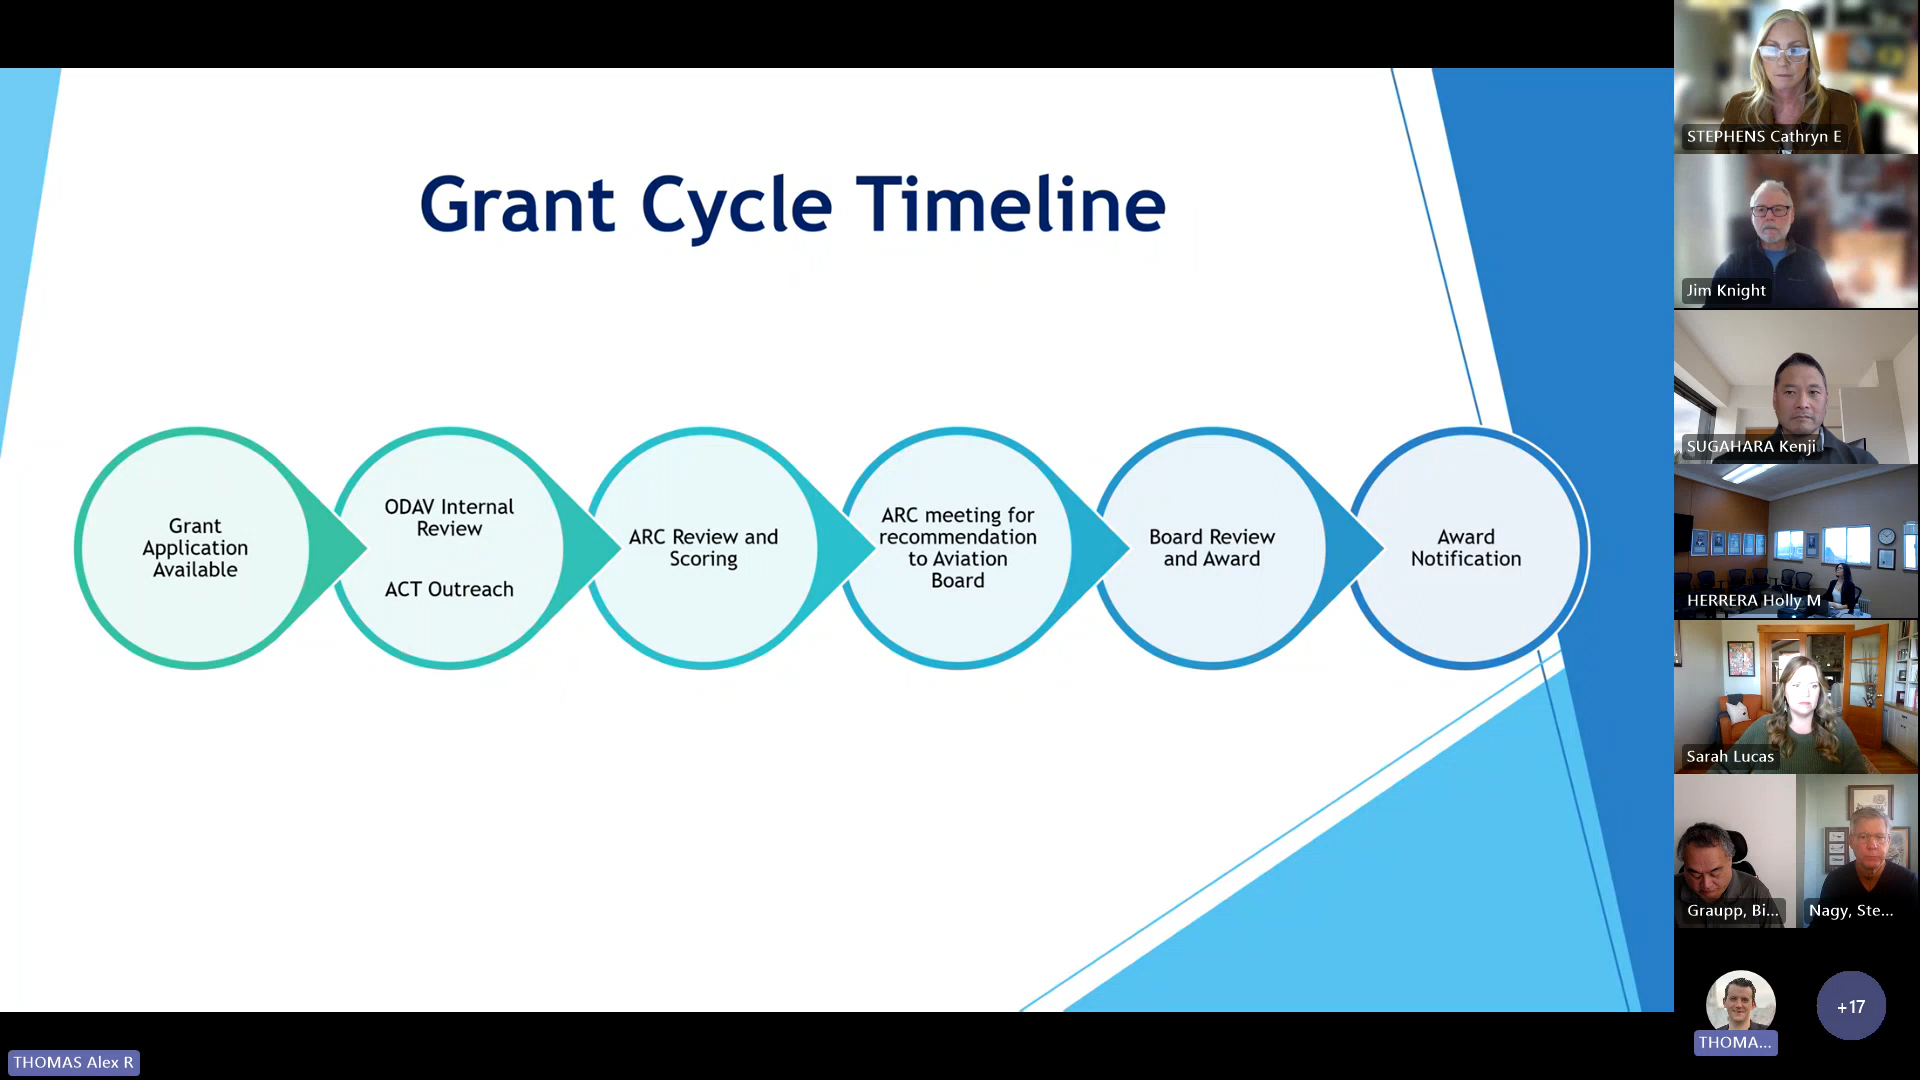 Grant Cycle Timeline
Grant
Application
Available
ODAV Internal
Review
ACT Outreach
ARC Review and
Scoring
ARC meeting for
recommendation
to Aviation
Board
Board Review
and Award
Award
Notification
STEPHENS Cathryn E
Jim Knight
SUGAHARA Kenji
HERRERA Holly M
Sarah Lucas
Graupp, Bi...
Nagy, Ste...
THOMA...
+17
THOMAS Alex R